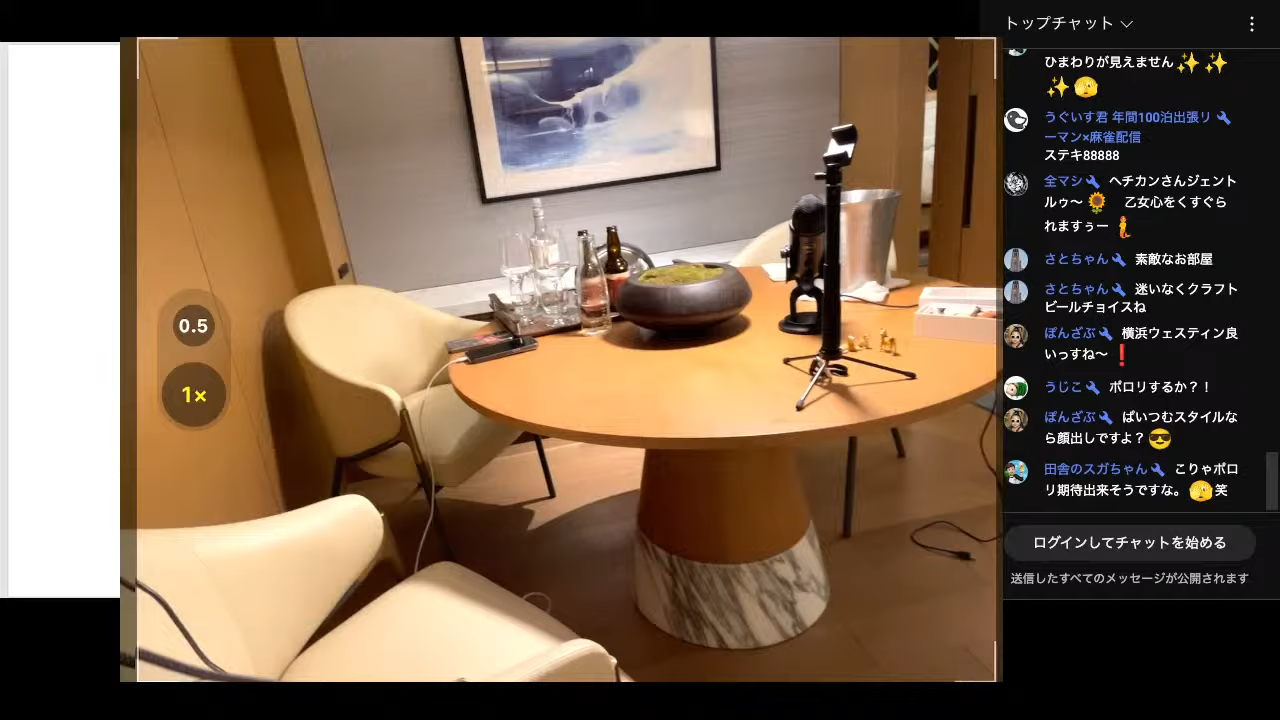 トップチャット
ひまわりが見えません✨✨
✨🫣
うぐいす君 年間100泊出張リ
ーマン×麻雀配信
ステキ88888
全マシ ヘチカンさんジェント
ルゥ〜🌻 乙女心をくすぐら
れますぅー🧜
さとちゃん 素敵なお部屋
さとちゃん 迷いなくクラフト
ビールチョイスね
ぽんざぶ 横浜ウェスティン良
いっすね〜❗
うじこ ポロリするか？！
ぽんざぶ ぱいつむスタイルな
ら顔出しですよ？😎
田舎のスガちゃん こりゃポロ
リ期待出来そうですな。🫣笑
ログインしてチャットを始める
送信したすべてのメッセージが公開されます
0.5
1×